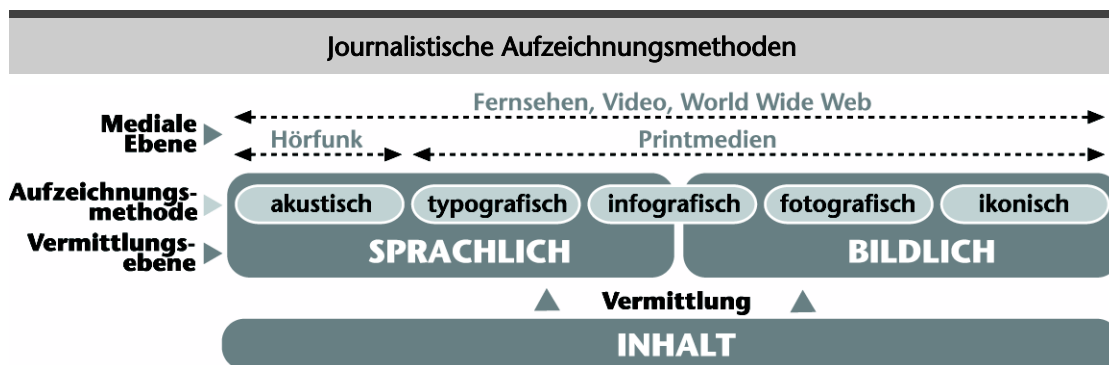 Journalistische Aufzeichnungsmethoden
Fernsehen, Video, World Wide Web
Mediale
Ebene
Hörfunk
Printmedien
Aufzeichnungs-
methode
akustisch
typografisch
infografisch
fotografisch
ikonisch
Vermittlungs-
ebene
SPRACHLICH
BILDLICH
Vermittlung
INHALT